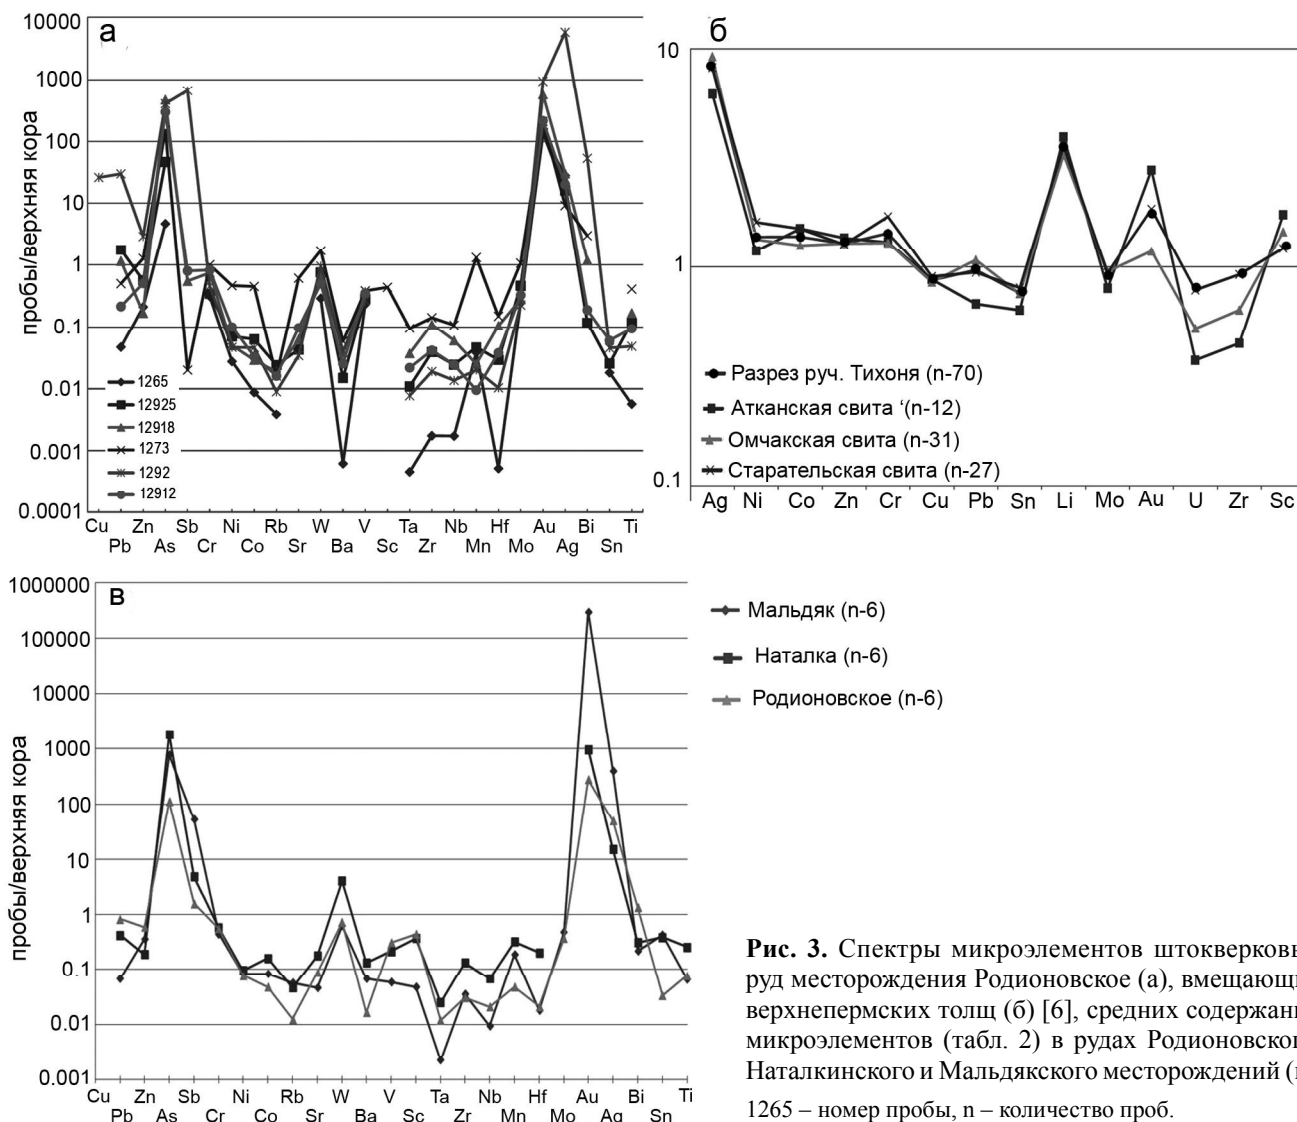 а
10000
1000
100
10
1
0.1
0.01
0.001
0.0001
пробы/верхняя кора
1265
12925
12918
1273
1292
12912
Cu Zn Sb Ni Rb W V Ta Nb Hf Au Bi Ti
Pb As Cr Co Sr Ba Sc Zr Mn Mo Ag Sn
б
10
1
0.1
Разрез руч. Тихоня (n-70)
Атканская свита ‘(n-12)
Омчакская свита (n-31)
Старательская свита (n-27)
Ag Ni Co Zn Cr Cu Pb Sn Li Mo Au U Zr Sc
в
1000000
100000
10000
1000
100
10
1
0.1
0.01
0.001
пробы/верхняя кора
Cu Zn Sb Ni Rb W V Ta Nb Hf Au Bi Ti
Pb As Cr Co Sr Ba Sc Zr Mn Mo Ag Sn
Мальдяк (n-6)
Наталка (n-6)
Родионовское (n-6)
Рис. 3. Спектры микроэлементов штокверковы
руд месторождения Родионовское (а), вмещающи
верхнепермских толщ (б) [6], средних содержани
микроэлементов (табл. 2) в рудах Родионовског
Наталкинского и Мальдякского месторождений (в
1265 – номер пробы, n – количество проб.